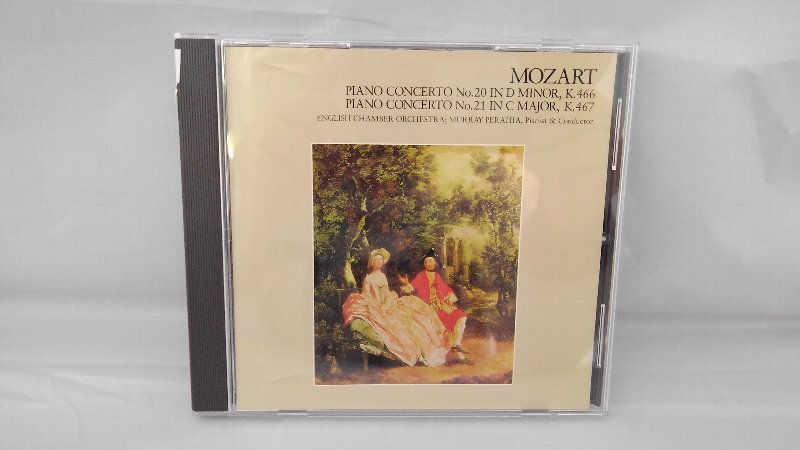 MOZART
PIANO CONCERTO No.20 IN D MINOR, K.466
PIANO CONCERTO No.21 IN C MAJOR, K.467
ENGLISH CHAMBER ORCHESTRA; MURRAY PERAHIA, Pianist & Conductor